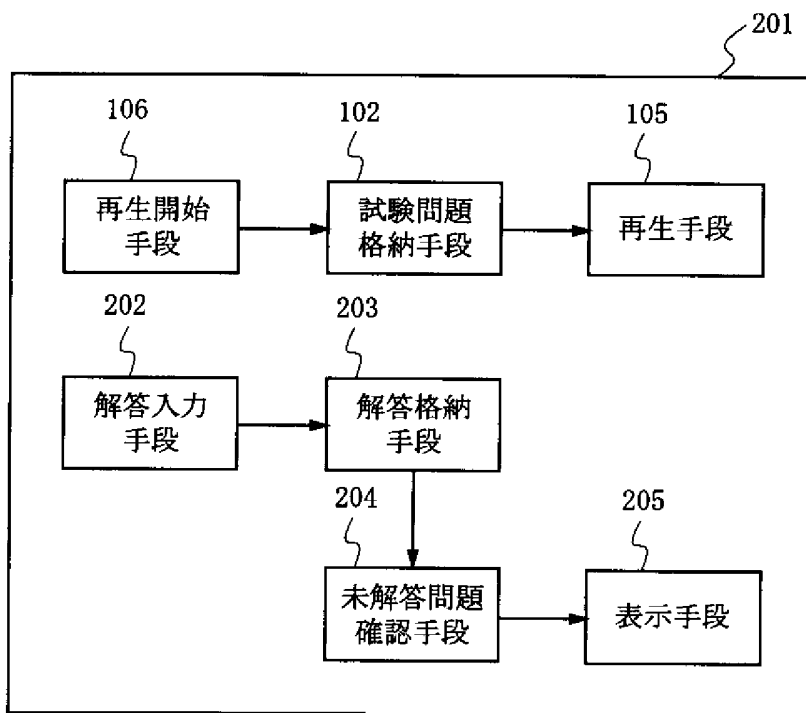 201
106
102
105
再生開始
手段
試験問題
格納手段
再生手段
202
203
解答入力
手段
解答格納
手段
204
205
未解答問題
確認手段
表示手段